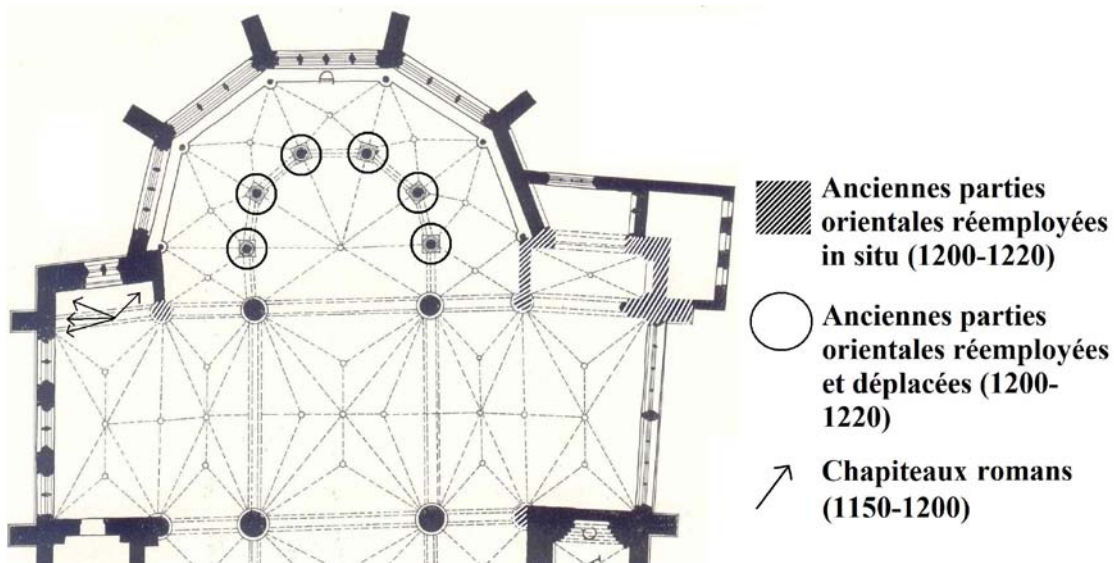 Anciennes parties
orientales réemployées
in situ (1200-1220)
Anciennes parties
orientales réemployées
et déplacées (1200-
1220)
Chapiteaux romans
(1150-1200)